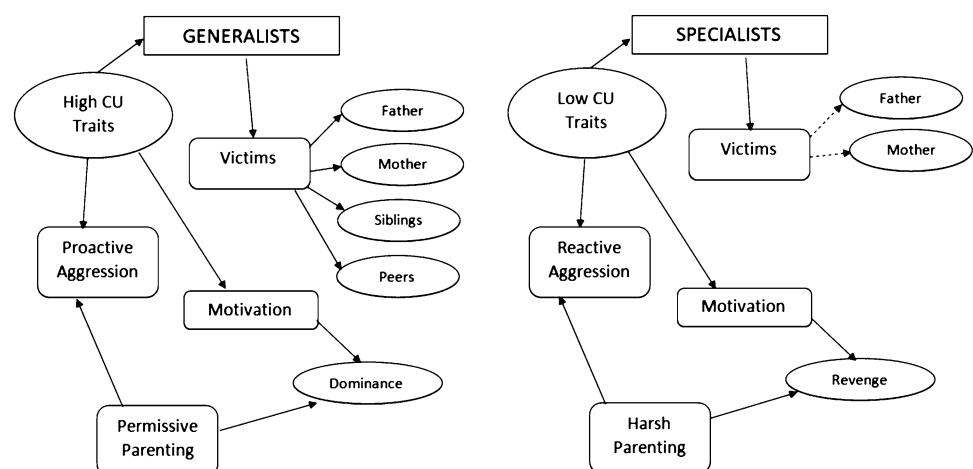 GENERALISTS
High CU
Traits
Father
Victims
Mother
Siblings
Proactive
Aggression
Peers
Motivation
Dominance
Permissive
Parenting
SPECIALISTS
Low CU
Traits
Father
Victims
Mother
Reactive
Aggression
Motivation
Revenge
Harsh
Parenting